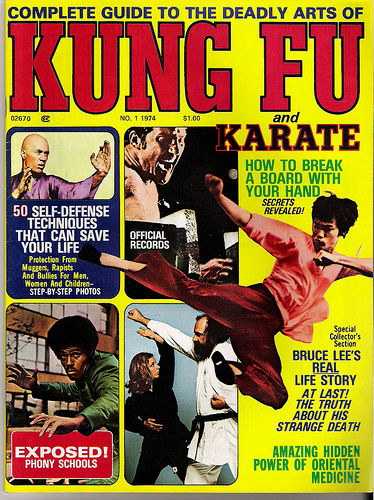 COMPLETE GUIDE TO THE DEADLY ARTS OF
KUNG FU
02670
CC
NO. 1 1974
$1.00
and
KARATE
HOW TO BREAK
A BOARD WITH
YOUR HAND
SECRETS
REVEALED!
50 SELF-DEFENSE
TECHNIQUES
THAT CAN SAVE
YOUR LIFE
Protection From
Muggers, Rapists
And Bullies For Men,
Women And Children-
STEP-BY-STEP PHOTOS
OFFICIAL
RECORDS
Special
Collector's
Section
BRUCE LEE'S
REAL
LIFE STORY
AT LAST!
THE TRUTH
ABOUT HIS
STRANGE DEATH
EXPOSED!
PHONY SCHOOLS
AMAZING HIDDEN
POWER OF ORIENTAL
MEDICINE